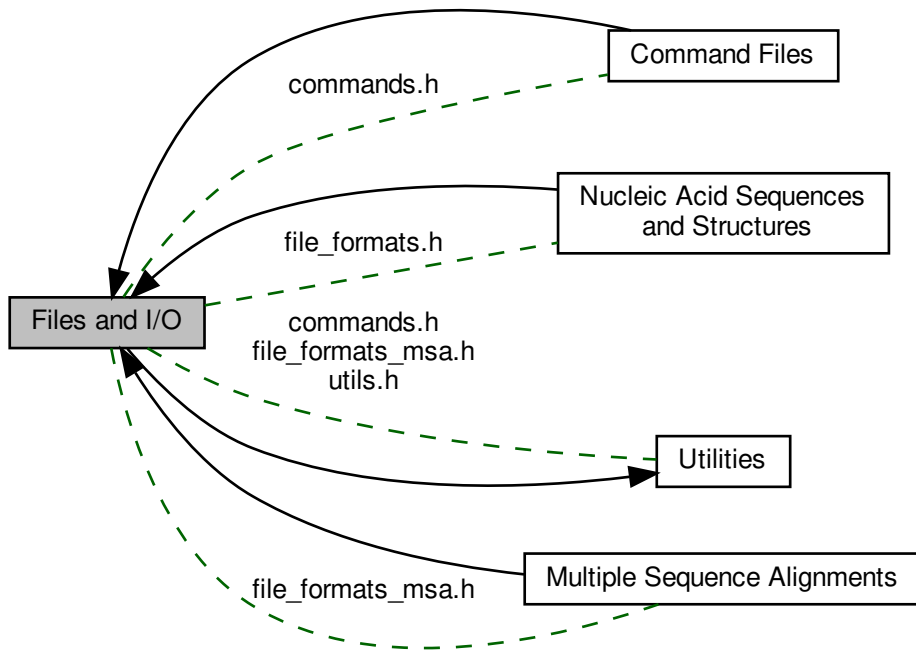 Command Files
commands.h
Nucleic Acid Sequences
and Structures
file_formats.h
Files and I/O
commands.h
file_formats_msa.h
utils.h
Utilities
Multiple Sequence Alignments
file_formats_msa.h